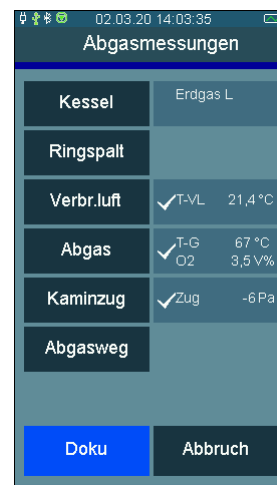 02.03.20 14:03:35
Abgasmessungen
Kessel Erdgas L
Ringspalt
Verbr.luft T-VL 21,4 °C
Abgas T-G 67 °C
O2 3,5 V%
Kaminzug Zug -6 Pa
Abgasweg
Doku Abbruch